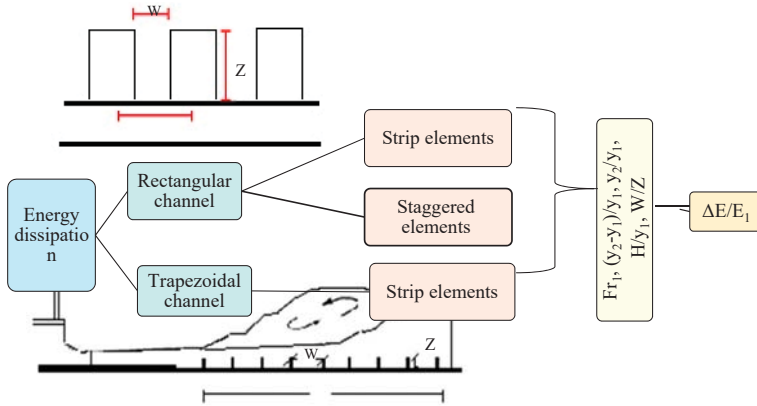 W
Z
Strip elements
Rectangular
channel
Energy
dissipatio
n
Staggered
elements
Trapezoidal
channel
Strip elements
Fr₁, (y₂-y₁)/y₁, y₂/y₁,
H/y₁, W/Z
ΔE/E₁
W
Z